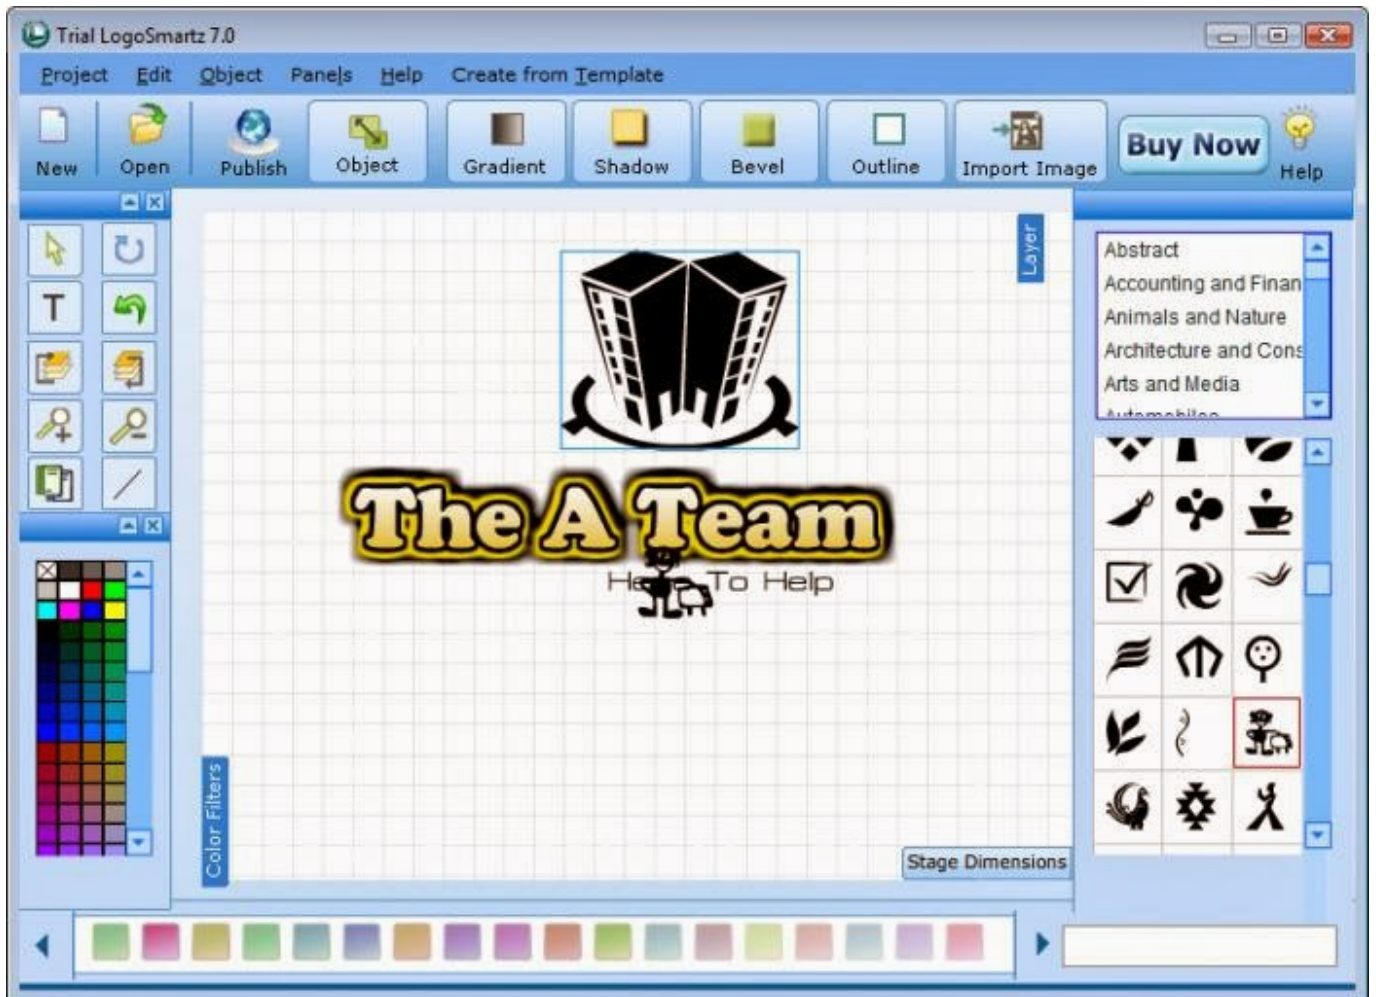 Trial LogoSmartz 7.0
Project Edit Object Panels Help Create from Template
New Open Publish Object Gradient Shadow Bevel Outline Import Image Buy Now Help
T
Layer
Abstract
Accounting and Finan
Animals and Nature
Architecture and Cons
Arts and Media
Automobiles
The A Team
To Help
Color Filters
Stage Dimensions